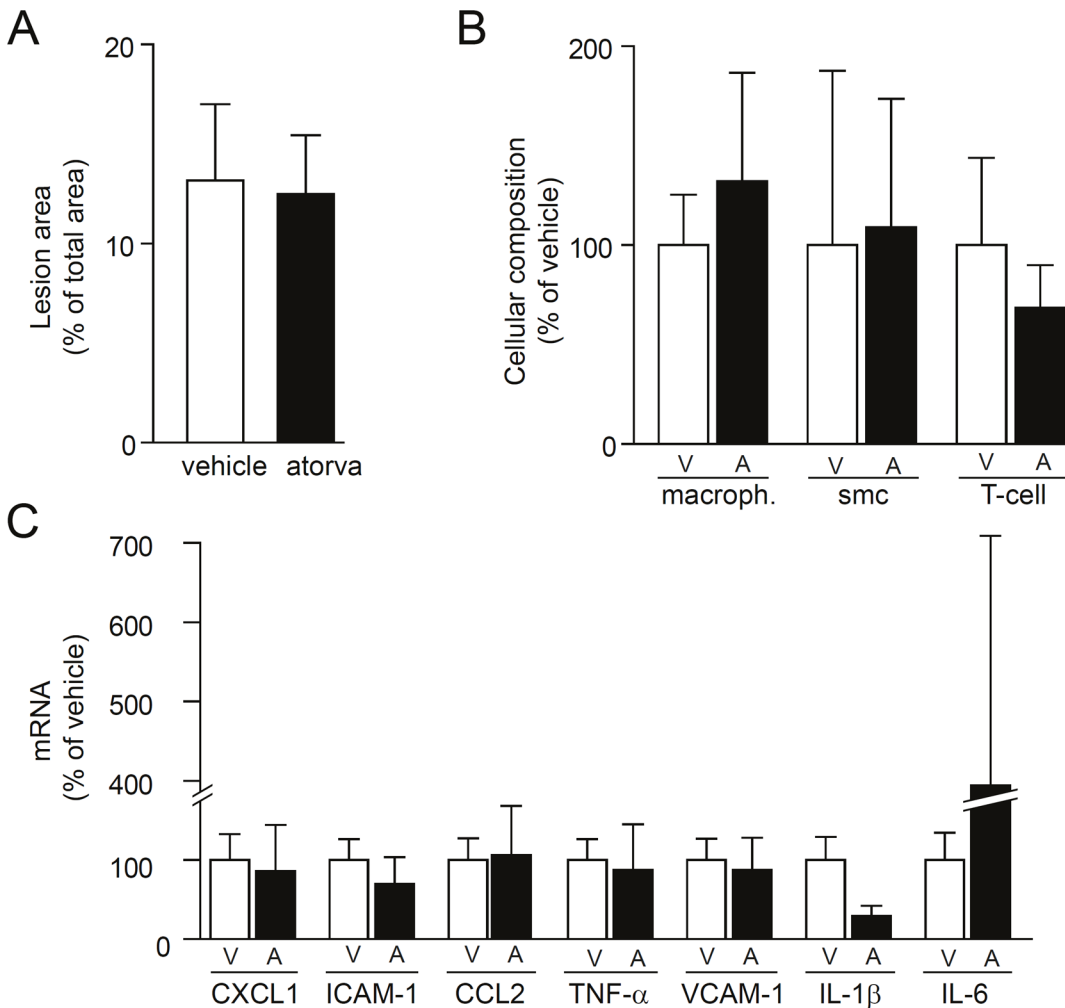 A
Lesion area
(% of total area)
20
10
0
vehicle atorva
B
Cellular composition
(% of vehicle)
200
100
0
V A V A V A
macroph. smc T-cell
C
mRNA
(% of vehicle)
700
600
500
400
100
0
V A V A V A V A V A V A V A
CXCL1 ICAM-1 CCL2 TNF-α VCAM-1 IL-1β IL-6